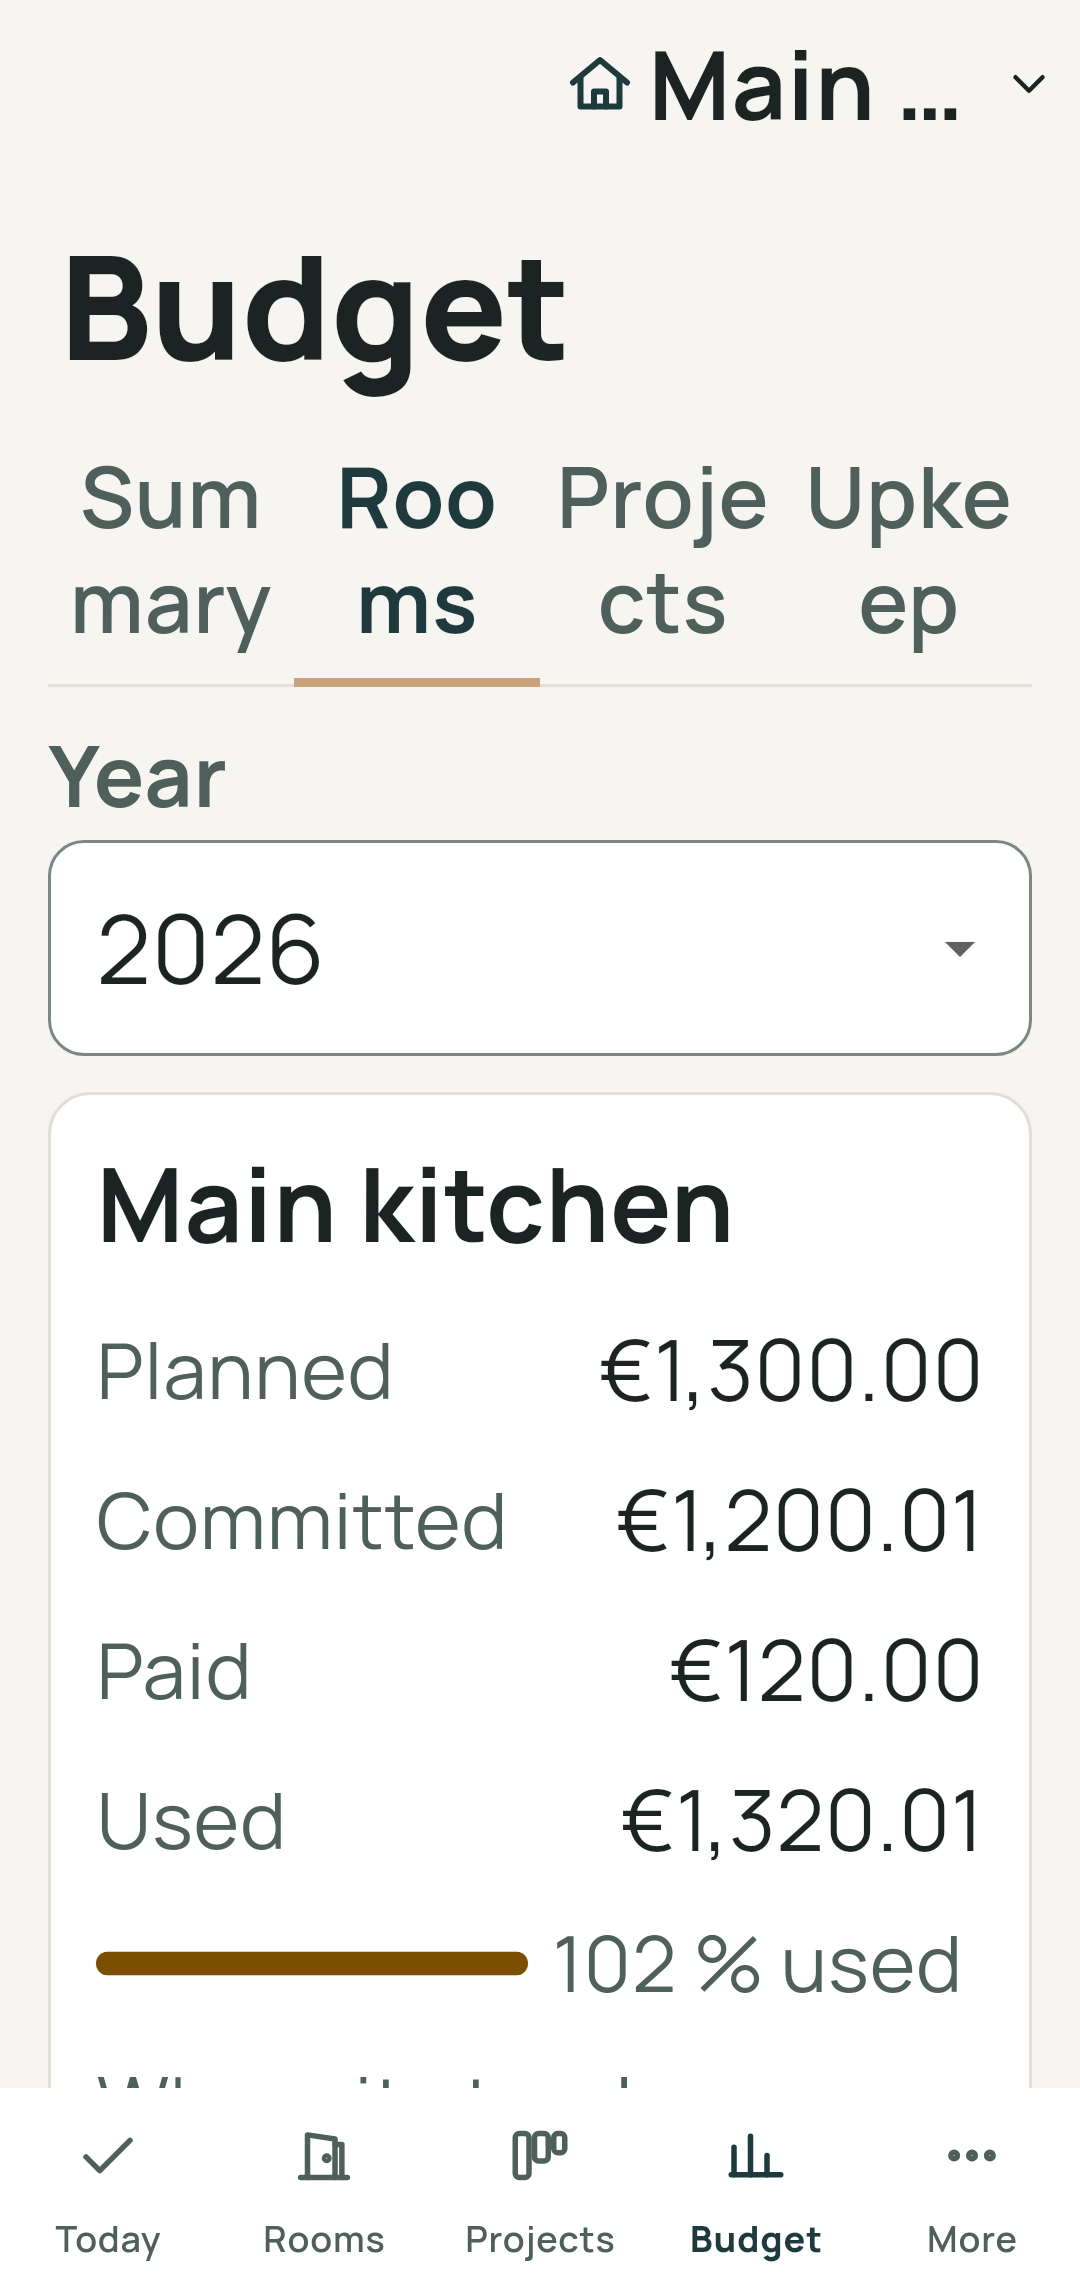 Main ...
Budget
Sum Roo Proje Upke
mary ms cts ep
Year
2026
Main kitchen
Planned €1,300.00
Committed €1,200.01
Paid €120.00
Used €1,320.01
102 % used
Today Rooms Projects Budget More